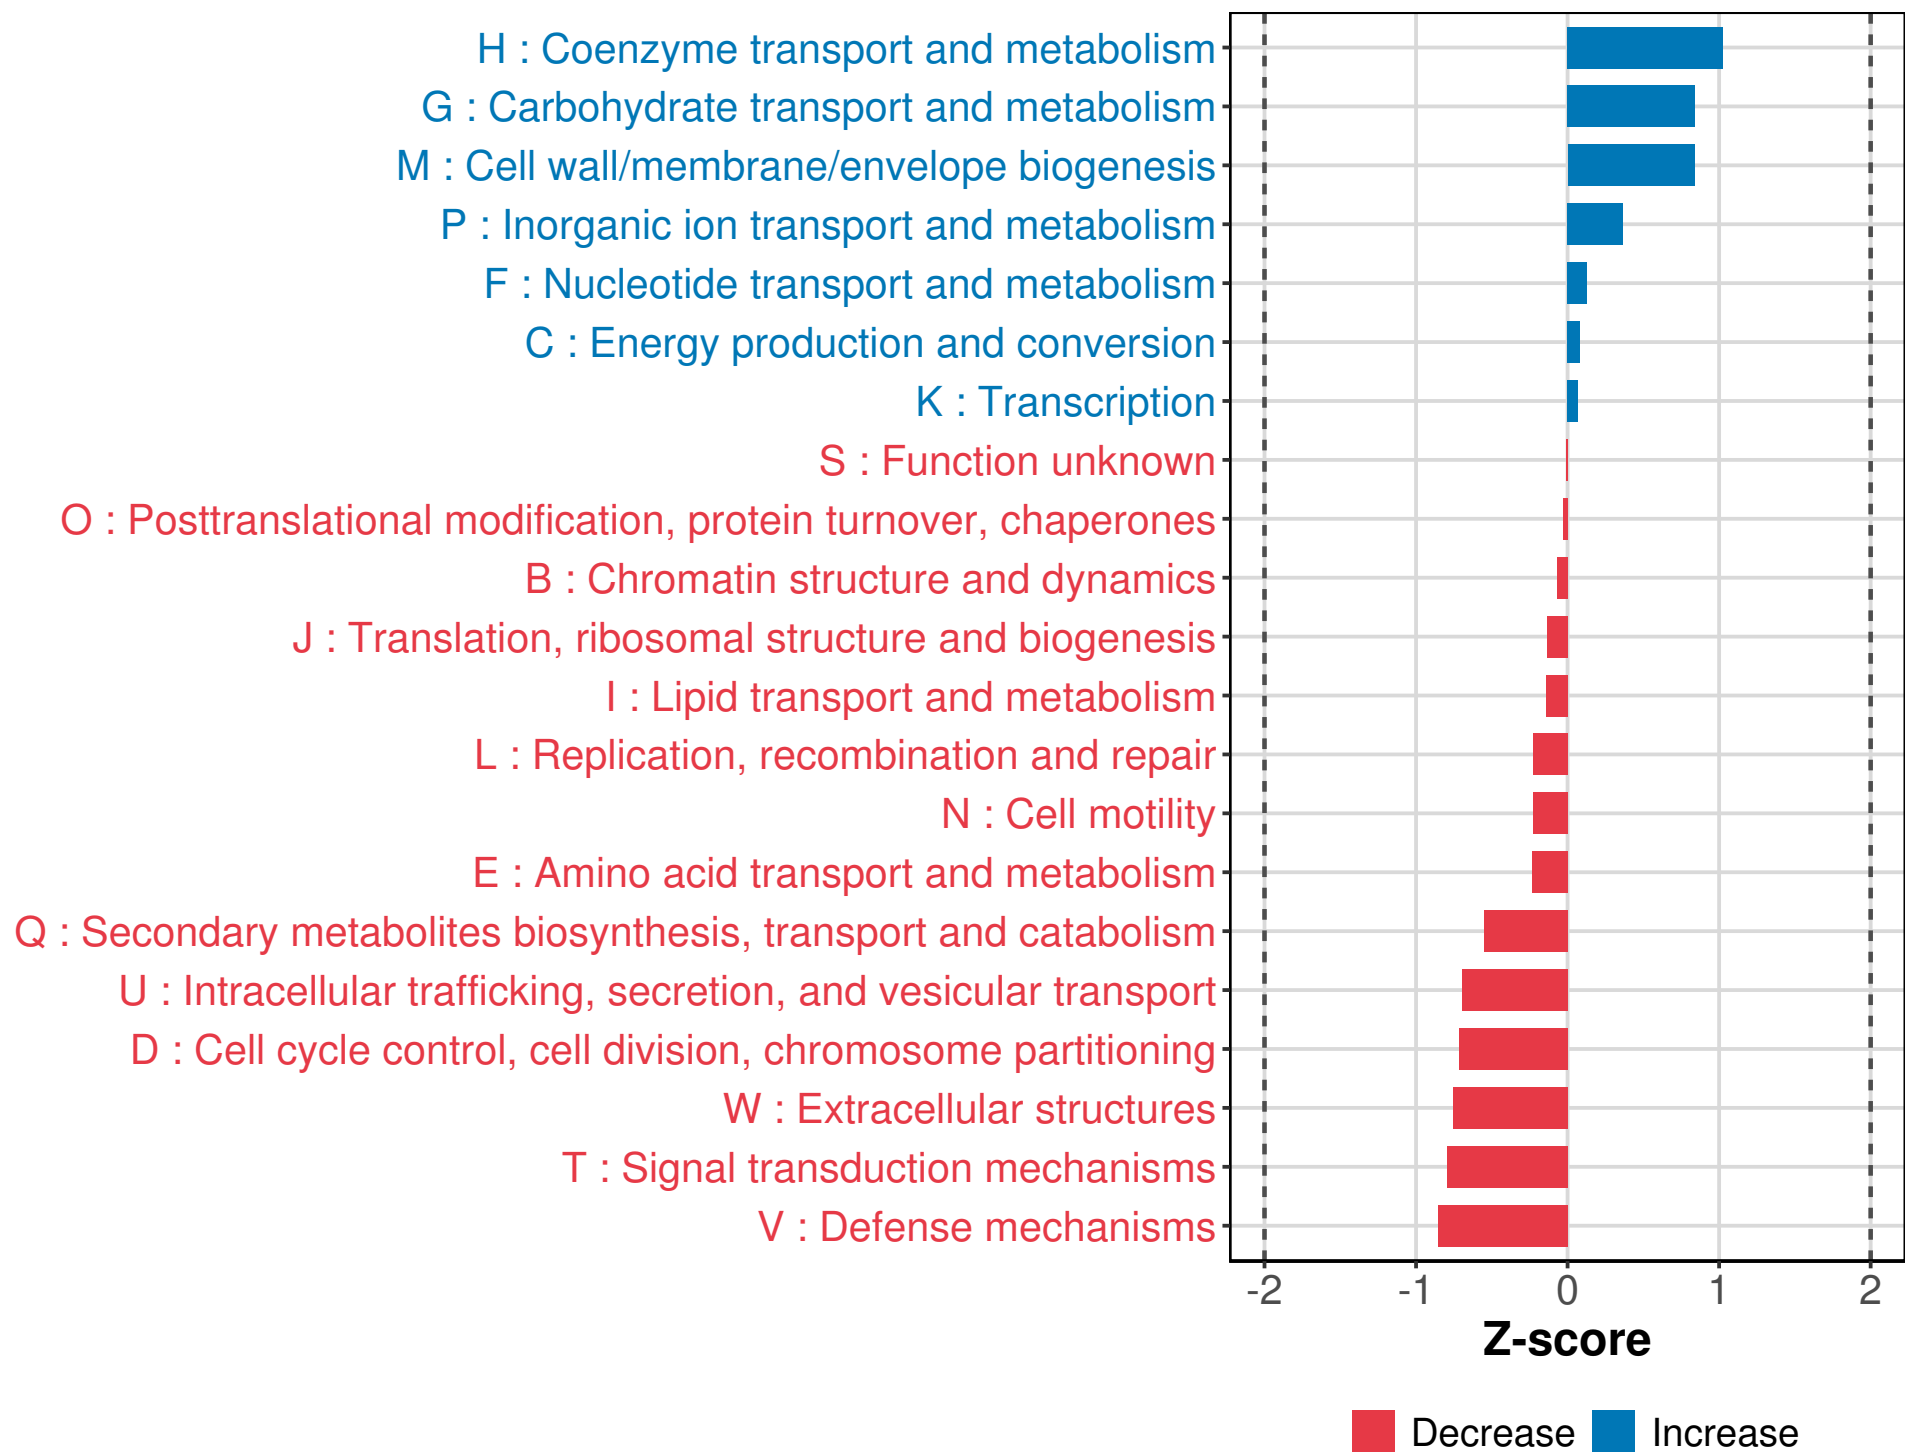 H : Coenzyme transport and metabolism
G : Carbohydrate transport and metabolism
M : Cell wall/membrane/envelope biogenesis
P : Inorganic ion transport and metabolism
F : Nucleotide transport and metabolism
C : Energy production and conversion
K : Transcription
S : Function unknown
O : Posttranslational modification, protein turnover, chaperones
B : Chromatin structure and dynamics
J : Translation, ribosomal structure and biogenesis
I : Lipid transport and metabolism
L : Replication, recombination and repair
N : Cell motility
E : Amino acid transport and metabolism
Q : Secondary metabolites biosynthesis, transport and catabolism
U : Intracellular trafficking, secretion, and vesicular transport
D : Cell cycle control, cell division, chromosome partitioning
W : Extracellular structures
T : Signal transduction mechanisms
V : Defense mechanisms
-2 -1 0 1 2
Z-score
Decrease Increase